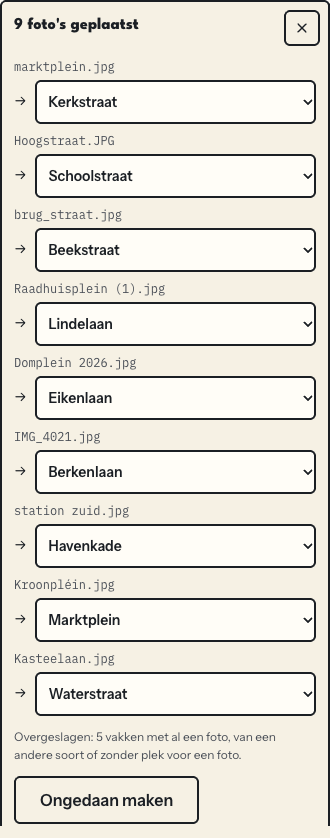 9 foto's geplaatst
×
marktplein.jpg
→ Kerkstraat
Hoogstraat.JPG
→ Schoolstraat
brug_straat.jpg
→ Beekstraat
Raadhuisplein (1).jpg
→ Lindelaan
Domplein 2026.jpg
→ Eikenlaan
IMG_4021.jpg
→ Berkenlaan
station zuid.jpg
→ Havenkade
Kroonpléin.jpg
→ Marktplein
Kasteelaan.jpg
→ Waterstraat
Overgeslagen: 5 vakken met al een foto, van een
andere soort of zonder plek voor een foto.
Ongedaan maken